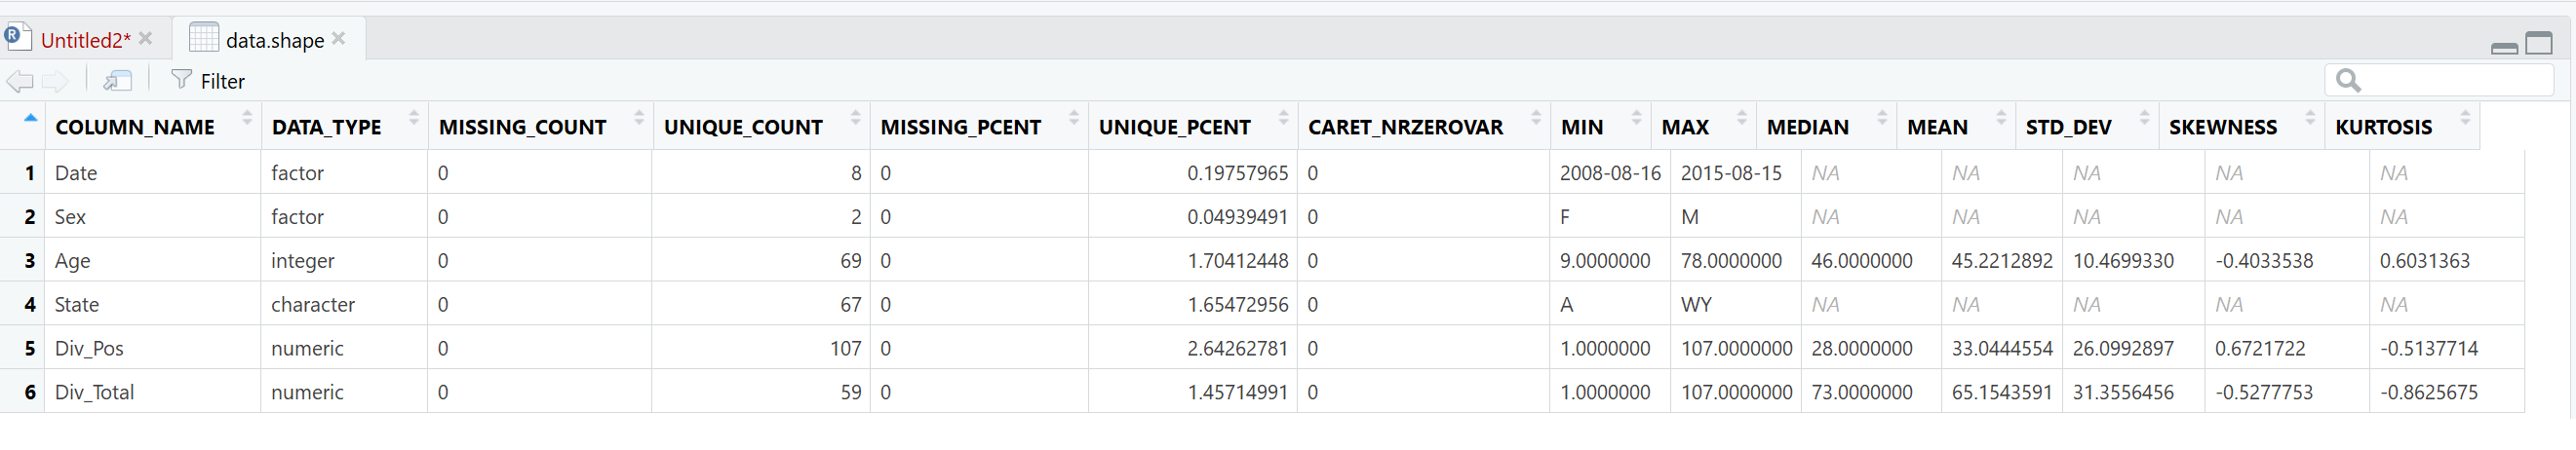 Untitled2* data.shape
Filter
COLUMN_NAME DATA_TYPE MISSING_COUNT UNIQUE_COUNT MISSING_PCENT UNIQUE_PCENT CARET_NRZEROVAR MIN MAX MEDIAN MEAN STD_DEV SKEWNESS KURTOSIS
1 Date factor 0 8 0 0.19757965 0 2008-08-16 2015-08-15 NA NA NA NA NA
2 Sex factor 0 2 0 0.04939491 0 F M NA NA NA NA NA
3 Age integer 0 69 0 1.70412448 0 9.0000000 78.0000000 46.0000000 45.2212892 10.4699330 -0.4033538 0.6031363
4 State character 0 67 0 1.65472956 0 A WY NA NA NA NA NA
5 Div_Pos numeric 0 107 0 2.64262781 0 1.0000000 107.0000000 28.0000000 33.0444554 26.0992897 0.6721722 -0.5137714
6 Div_Total numeric 0 59 0 1.45714991 0 1.0000000 107.0000000 73.0000000 65.1543591 31.3556456 -0.5277753 -0.8625675